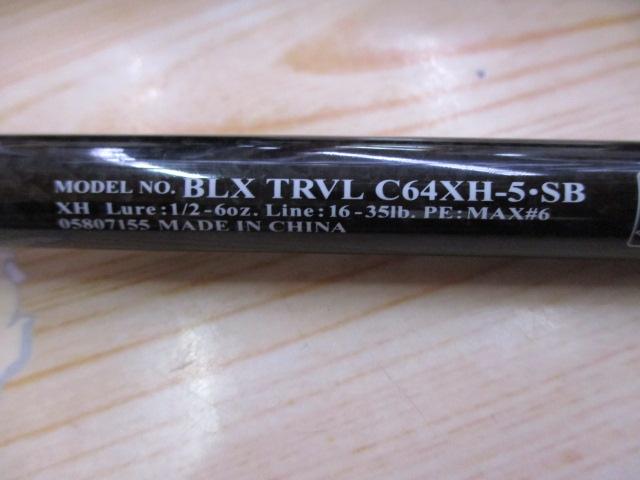 MODEL NO. BLX TRVL C64XH-5・SB
XH Lure:1/2-6oz. Line:16-35lb. PE:MAX#6
05807155 MADE IN CHINA